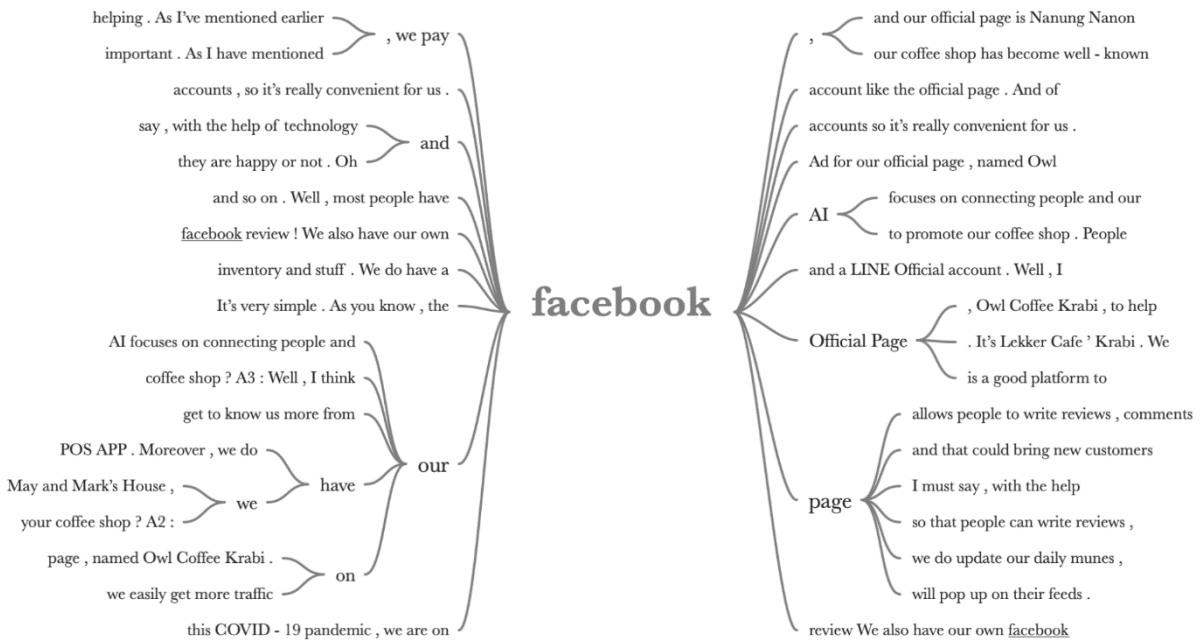 helping . As I've mentioned earlier
important . As I have mentioned
, we pay
accounts , so it's really convenient for us .
say , with the help of technology
they are happy or not . Oh
and
and so on . Well , most people have
facebook review ! We also have our own
inventory and stuff . We do have a
It's very simple . As you know , the
AI focuses on connecting people and
coffee shop ? A3 : Well , I think
get to know us more from
POS APP . Moreover , we do
May and Mark's House ,
your coffee shop ? A2 :
we
have
page , named Owl Coffee Krabi .
we easily get more traffic
on
our
this COVID - 19 pandemic , we are on
facebook
,
and our official page is Nanung Nanon
our coffee shop has become well - known
account like the official page . And of
accounts so it's really convenient for us .
Ad for our official page , named Owl
AI
focuses on connecting people and our
to promote our coffee shop . People
and a LINE Official account . Well , I
Official Page
, Owl Coffee Krabi , to help
. It's Lekker Cafe ' Krabi . We
is a good platform to
page
allows people to write reviews , comments
and that could bring new customers
I must say , with the help
so that people can write reviews ,
we do update our daily munes ,
will pop up on their feeds .
review We also have our own facebook